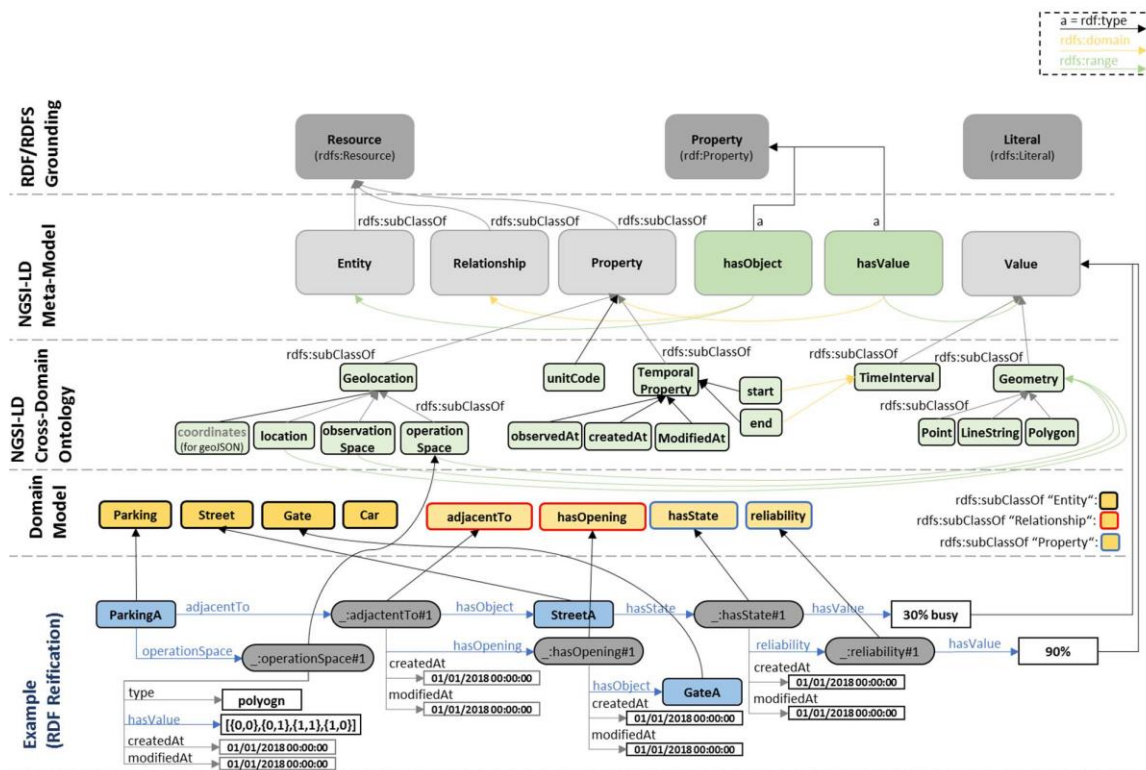 a = rdf:type
rdfs:domain
rdfs:range
RDF/RDFS
Grounding
Resource
(rdfs:Resource)
Property
(rdf:Property)
Literal
(rdfs:Literal)
rdfs:subClassOf
rdfs:subClassOf
rdfs:subClassOf
a
a
NGSI-LD
Meta-Model
Entity
Relationship
Property
hasObject
hasValue
Value
NGSI-LD
Cross-Domain
Ontology
rdfs:subClassOf
rdfs:subClassOf
rdfs:subClassOf
rdfs:subClassOf
Geolocation
unitCode
Temporal
Property
start
end
TimeInterval
Geometry
rdfs:subClassOf
rdfs:subClassOf
coordinates
(for geoJSON)
location
observation
Space
operation
Space
observedAt
createdAt
ModifiedAt
Point
LineString
Polygon
Domain
Model
Parking
Street
Gate
Car
adjacentTo
hasOpening
hasState
reliability
rdfs:subClassOf “Entity“:
rdfs:subClassOf “Relationship“:
rdfs:subClassOf “Property“:
Example
(RDF Reification)
ParkingA
adjacentTo
_:adjactentTo#1
hasObject
StreetA
hasState
_:hasState#1
hasValue
30% busy
operationSpace
_:operationSpace#1
hasOpening
_:hasOpening#1
reliability
_:reliability#1
hasValue
90%
createdAt
01/01/2018 00:00:00
modifiedAt
01/01/2018 00:00:00
createdAt
01/01/2018 00:00:00
modifiedAt
01/01/2018 00:00:00
type
polyogn
hasValue
[{0,0},{0,1},{1,1},{1,0}]
createdAt
01/01/2018 00:00:00
modifiedAt
01/01/2018 00:00:00
hasObject
GateA
createdAt
01/01/2018 00:00:00
modifiedAt
01/01/2018 00:00:00